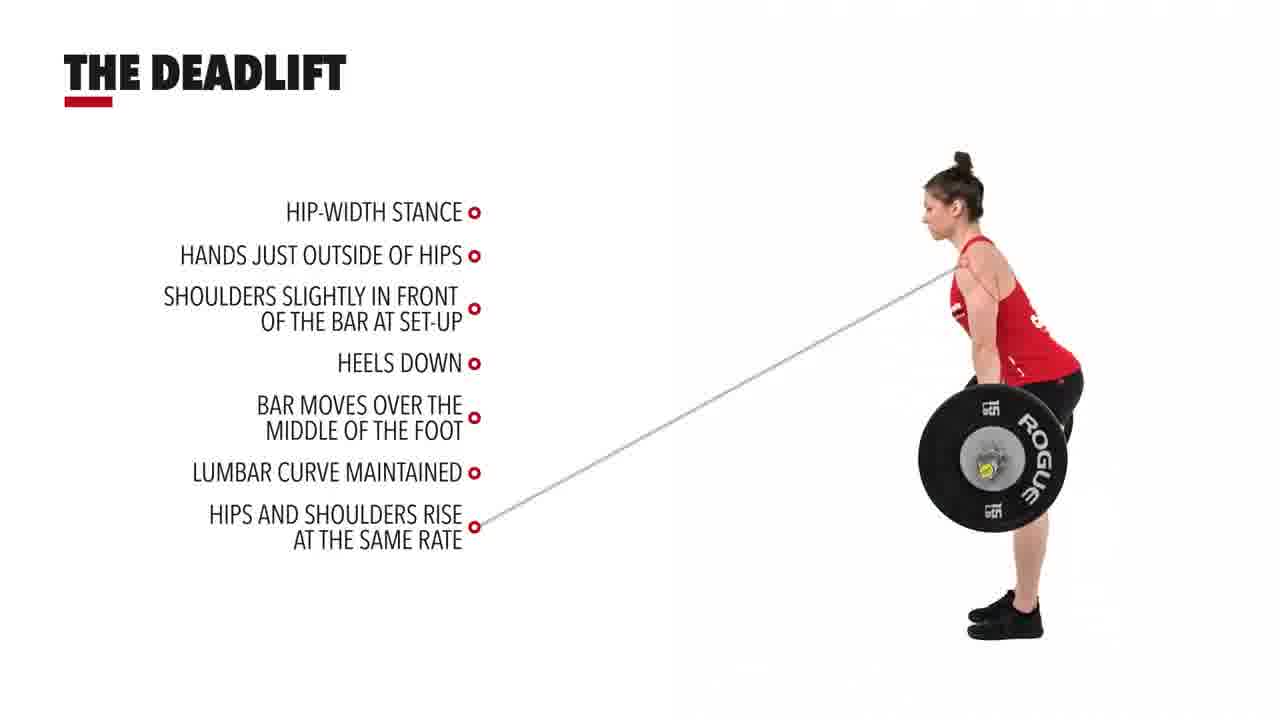 THE DEADLIFT
HIP-WIDTH STANCE
HANDS JUST OUTSIDE OF HIPS
SHOULDERS SLIGHTLY IN FRONT
OF THE BAR AT SET-UP
HEELS DOWN
BAR MOVES OVER THE
MIDDLE OF THE FOOT
LUMBAR CURVE MAINTAINED
HIPS AND SHOULDERS RISE
AT THE SAME RATE
15 LB
ROGUE
15 LB